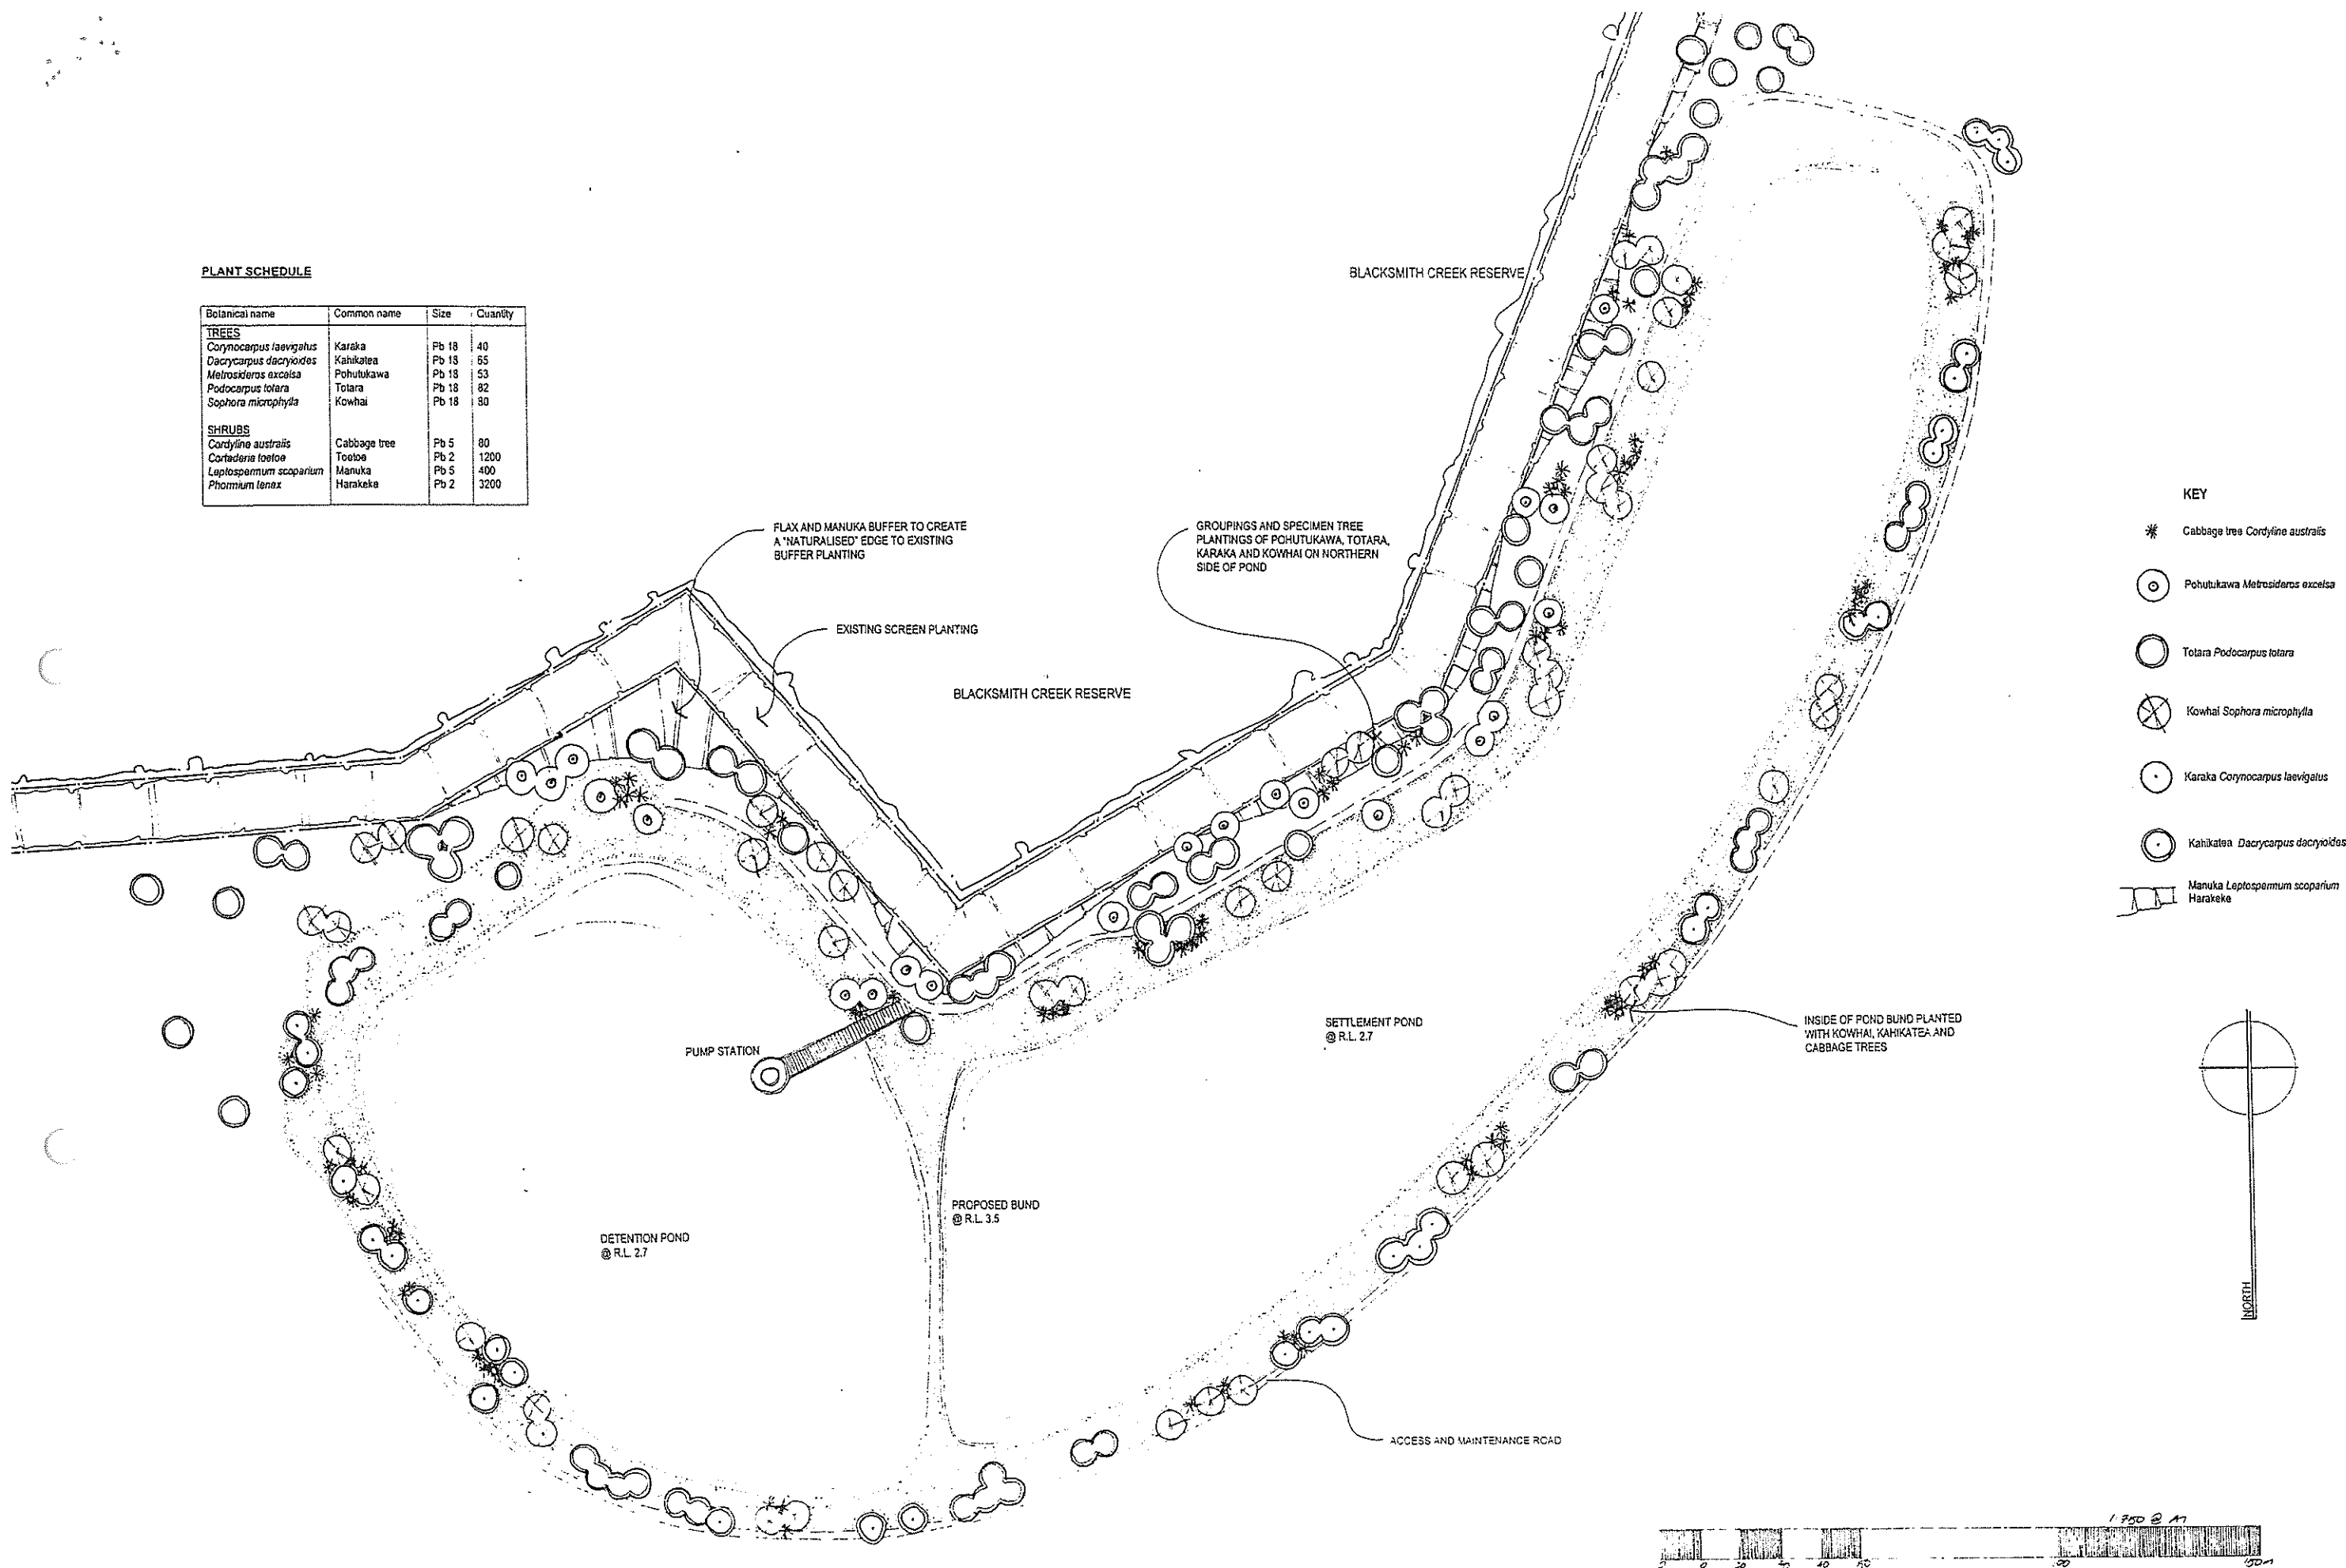 PLANT SCHEDULE
Botanical name Common name Size Quantity
TREES
Corynocarpus laevigatus Karaka Pb 18 40
Dacrycarpus dacryioides Kahikatea Pb 18 65
Metrosideros excelsa Pohutukawa Pb 18 53
Podocarpus totara Totara Pb 18 82
Sophora microphylla Kowhai Pb 18
SHRUBS
Cordyline australis Cabbage tree Pb 5 80
Cortaderia toetoe Toetoe Pb 2 1200
Leptospermum scoparium Manuka Pb 5 400
Phormium tenax Harakeke Pb 2 3200
FLAX AND MANUKA BUFFER TO CREATE
A "NATURALISED" EDGE TO EXISTING
BUFFER PLANTING
EXISTING SCREEN PLANTING
BLACKSMITH CREEK RESERVE
BLACKSMITH CREEK RESERVE
GROUPINGS AND SPECIMEN TREE
PLANTINGS OF POHUTUKAWA, TOTARA,
KARAKA AND KOWHAI ON NORTHERN
SIDE OF POND
KEY
Cabbage tree Cordyline australis
Pohutukawa Metrosideros excelsa
Totara Podocarpus totara
Kowhai Sophora microphylla
Karaka Corynocarpus laevigatus
Kahikatea Dacrycarpus dacryioides
Manuka Leptospermum scoparium
Harakeke
PUMP STATION
SETTLEMENT POND
@ R.L. 2.7
INSIDE OF POND BUND PLANTED
WITH KOWHAI, KAHIKATEA AND
CABBAGE TREES
PROPOSED BUND
@ R.L. 3.5
DETENTION POND
@ R.L. 2.7
ACCESS AND MAINTENANCE ROAD
NORTH
1:750 @ A1